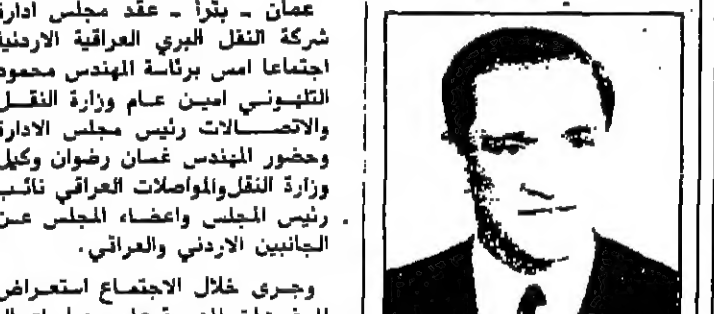 عمان - بترا - عقد مجلس ادارة
شركة النقل البري العراقية الاردنية
اجتماعا امس برئاسة المهندس محمود
التلهوني امين عام وزارة النقل
والاتصالات رئيس مجلس الادارة
وحضور المهندس غسان رضوان وكيل
وزارة النقل والمواصلات العراقي نائب
رئيس المجلس واعضاء المجلس عن
الجانبين الاردني والعراقي.
وجرى خلال الاجتماع استعراض